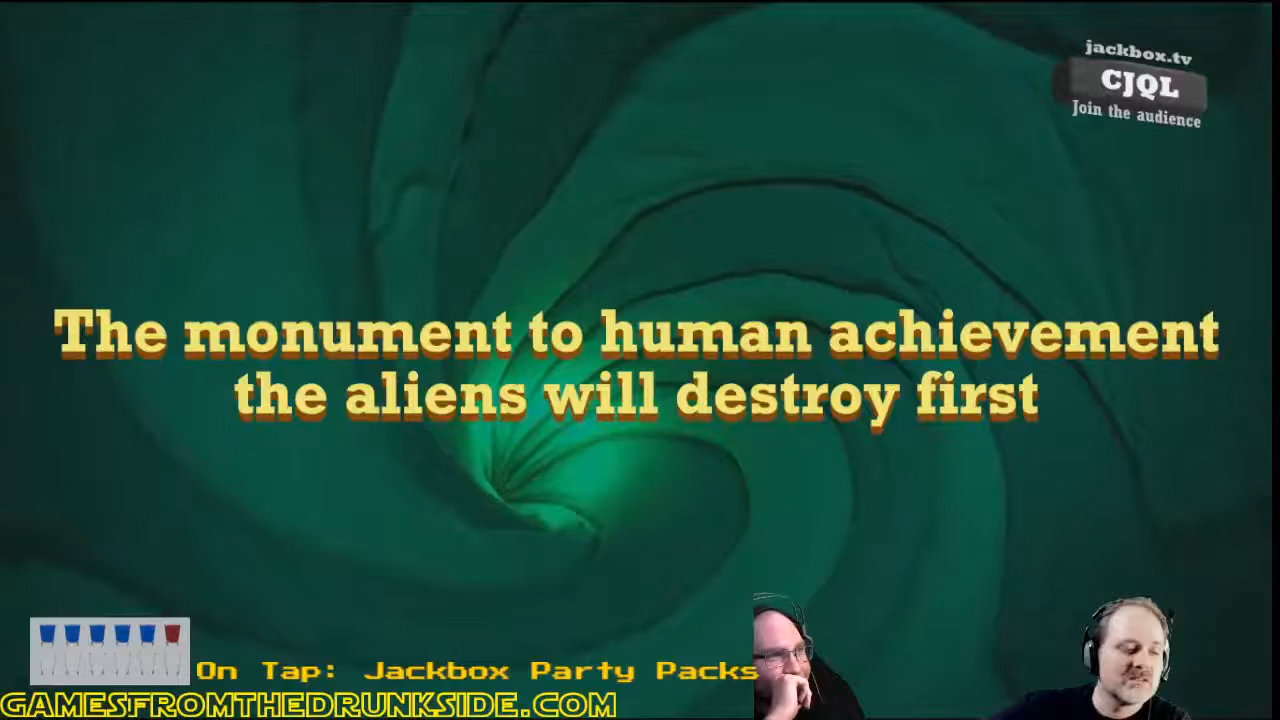 jackbox.tv
CJQL
Join the audience
The monument to human achievement
the aliens will destroy first
On Tap: Jackbox Party Packs
GAMESFROMTHEDRUNKSIDE.COM